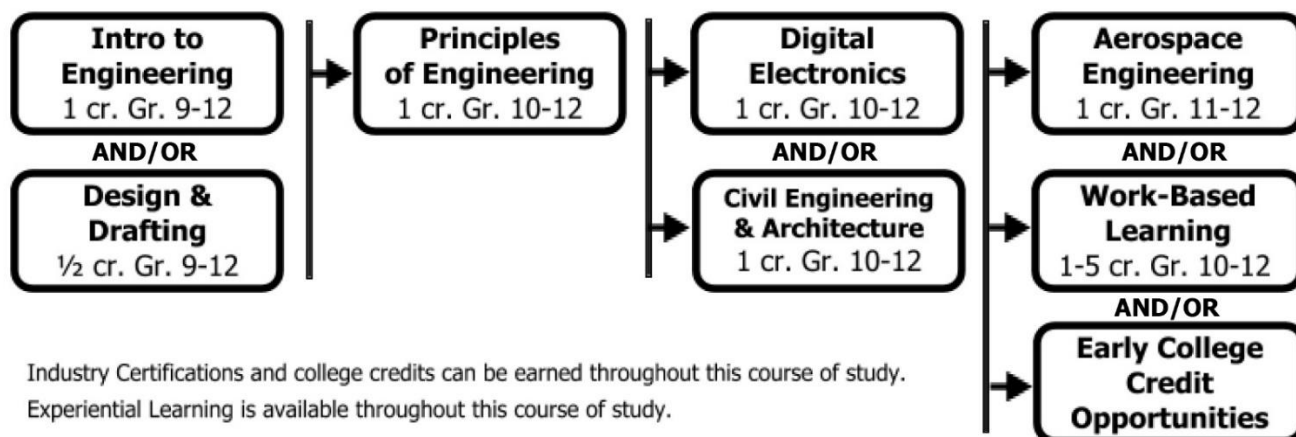 Intro to
Engineering
1 cr. Gr. 9-12
AND/OR
Design &
Drafting
½ cr. Gr. 9-12
Principles
of Engineering
1 cr. Gr. 10-12
Digital
Electronics
1 cr. Gr. 10-12
AND/OR
Civil Engineering
& Architecture
1 cr. Gr. 10-12
Aerospace
Engineering
1 cr. Gr. 11-12
AND/OR
Work-Based
Learning
1-5 cr. Gr. 10-12
AND/OR
Early College
Credit
Opportunities
Industry Certifications and college credits can be earned throughout this course of study.
Experiential Learning is available throughout this course of study.